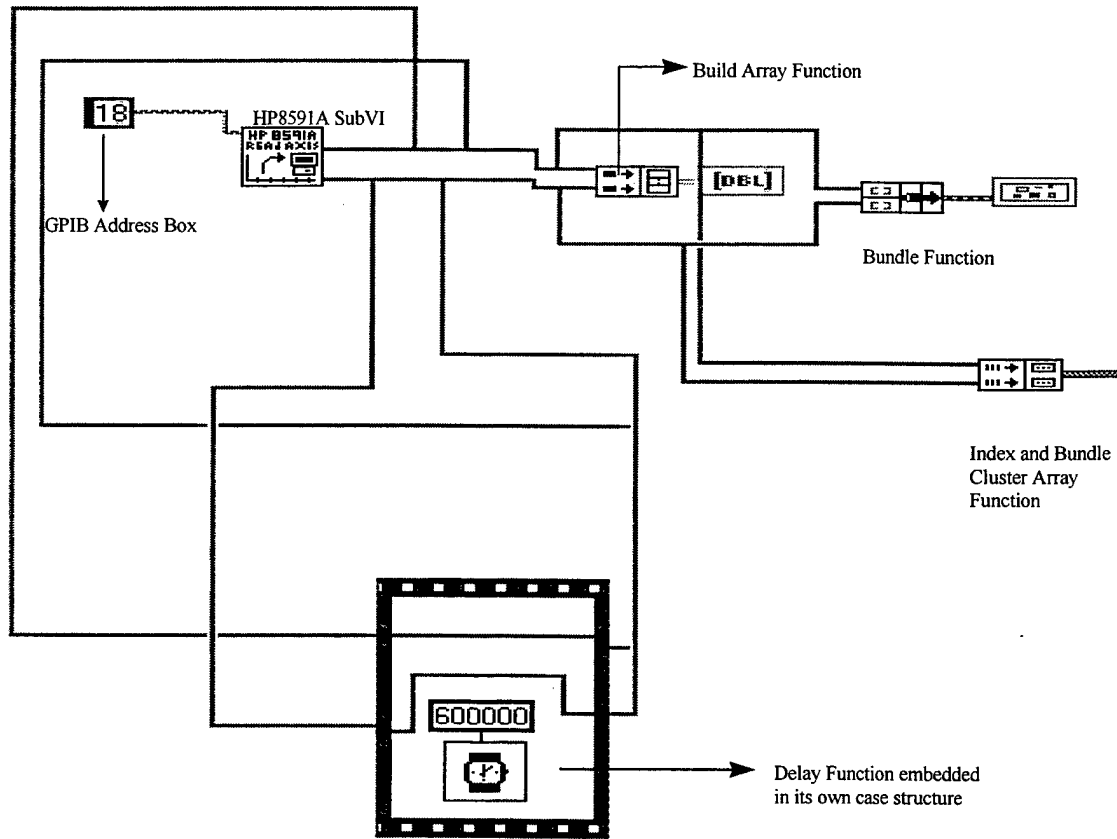 Build Array Function
18
HP8591A SubVI
HP 8591A
READ AXIS
[DBL]
GPIB Address Box
Bundle Function
Index and Bundle
Cluster Array
Function
600000
Delay Function embedded
in its own case structure